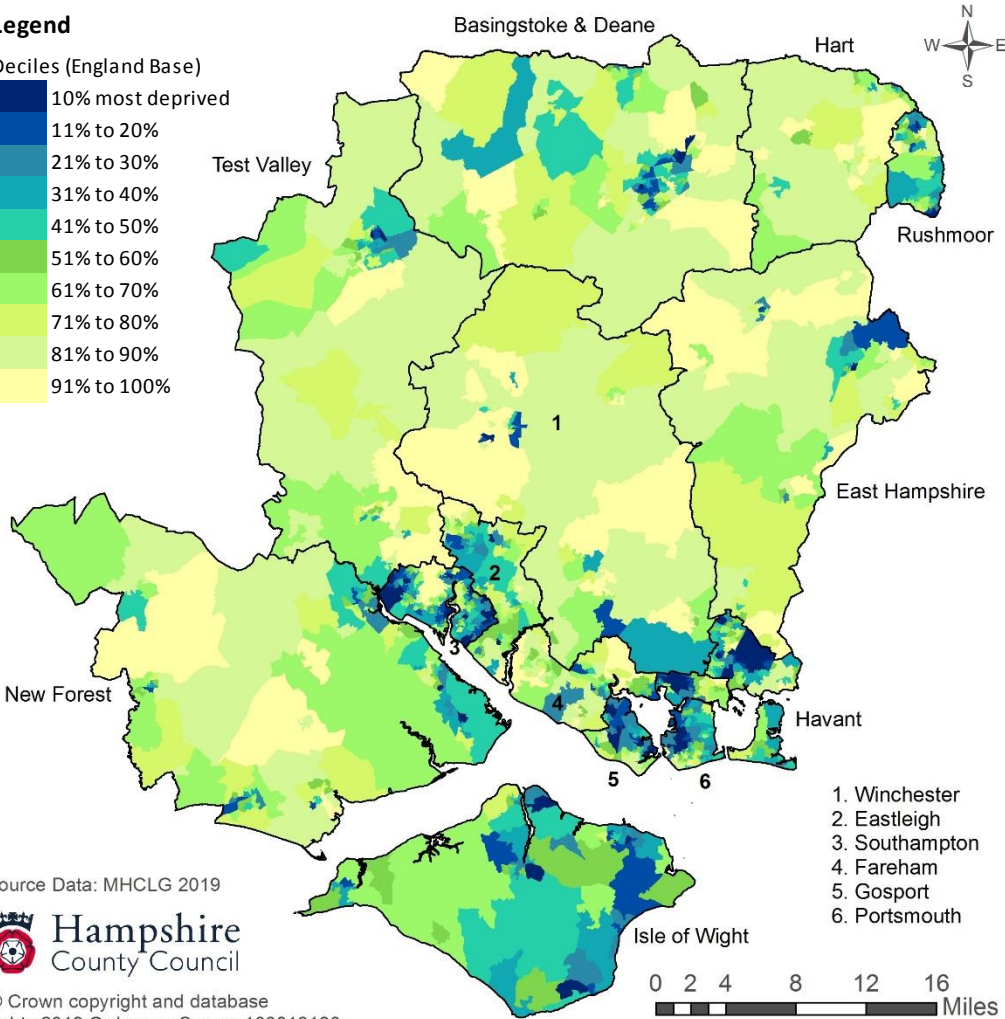 Legend
Deciles (England Base)
10% most deprived
11% to 20%
21% to 30%
31% to 40%
41% to 50%
51% to 60%
61% to 70%
71% to 80%
81% to 90%
91% to 100%
Basingstoke & Deane
Hart
N
W E
S
Test Valley
Rushmoor
1
East Hampshire
2
3
New Forest
4
Havant
5
6
1. Winchester
2. Eastleigh
3. Southampton
4. Fareham
5. Gosport
6. Portsmouth
Isle of Wight
ource Data: MHCLG 2019
Hampshire
County Council
© Crown copyright and database
0 2 4 8 12 16
Miles